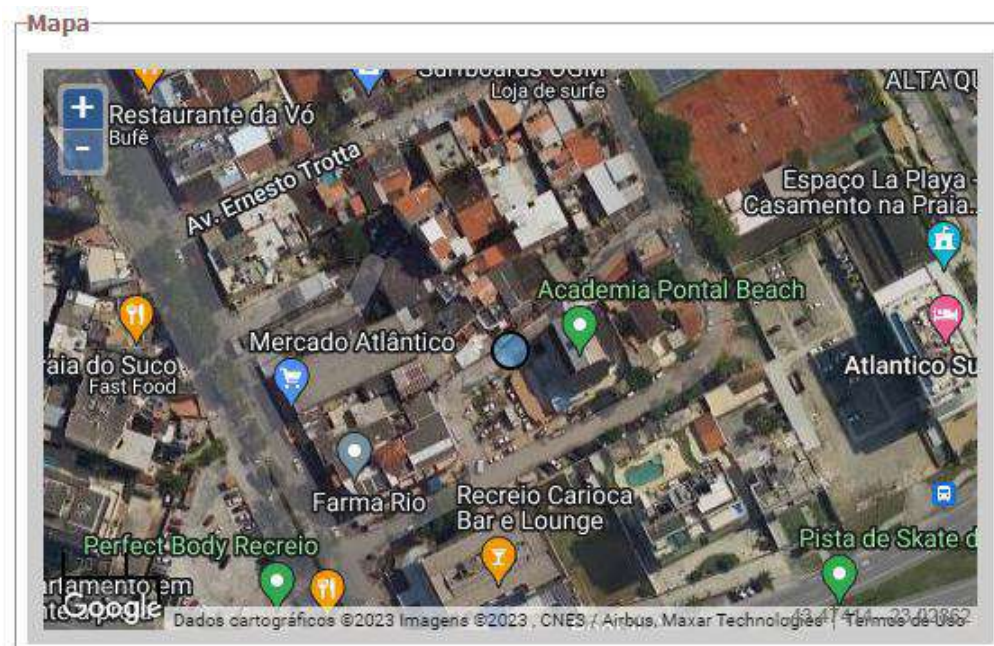 Mapa
Surfboards OGM
Loja de surfe
ALTA QU
+
Restaurante da Vó
Bufê
-
Av. Ernesto Trotta
Espaço La Playa -
Casamento na Praia...
Academia Pontal Beach
Mercado Atlântico
raia do Suco
Fast Food
Atlantico Su
Farma Rio
Recreio Carioca
Bar e Lounge
Perfect Body Recreio
Pista de Skate d
Google
Dados cartográficos ©2023 Imagens ©2023 , CNES / Airbus, Maxar Technologies
Termos de Uso